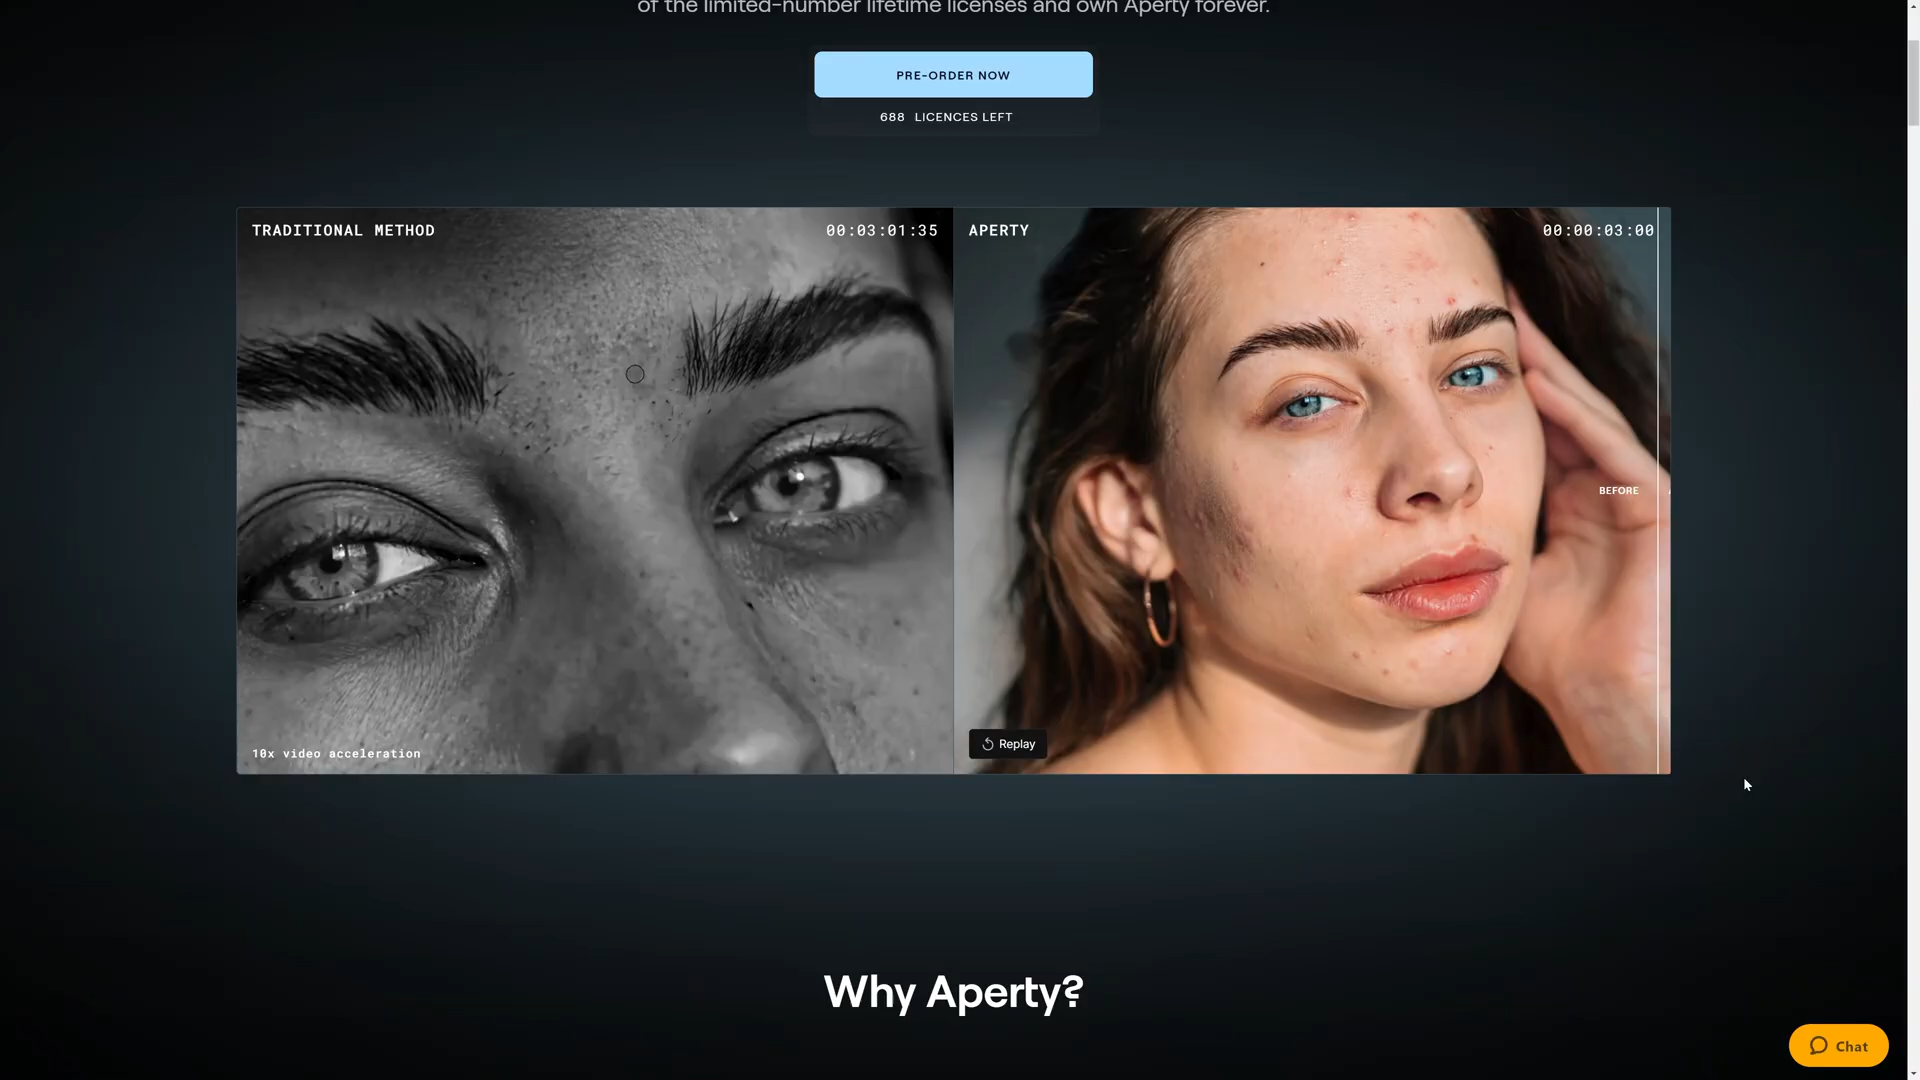 of the limited-number lifetime licenses and own Aperty forever.
PRE-ORDER NOW
688 LICENCES LEFT
TRADITIONAL METHOD
00:03:01:35
APERTY
00:00:03:00
BEFORE
10x video acceleration
Replay
Why Aperty?
Chat